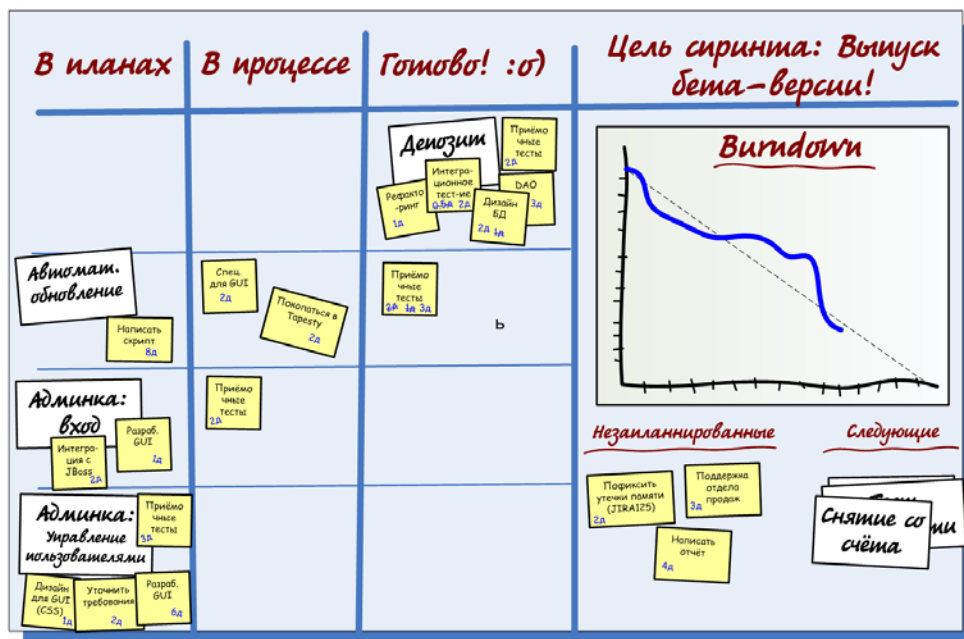 В планах
В процессе
Готово! :о)
Цель спринта: Выпуск
бета-версии!
Депозит
Приёмо
чные
тесты
2д
Интегра-
ционное
тест-ие
0.5д 2д
DAO
3д
Рефакто
-ринг
1д
Дизайн
БД
2д 1д
Burndown
Автомат.
обновление
Написать
скрипт
8д
Спец.
для GUI
2д
Покопаться в
Tapesty
2д
Приёмо
чные
тесты
2д 1д 3д
ь
Админка:
вход
Интегра-
ция с
JBoss
2д
Разраб.
GUI
1д
Приёмо
чные
тесты
2д
Админка:
Управление
пользователями
Приёмо
чные
тесты
3д
Дизайн
для GUI
(CSS)
1д
Уточнить
требования
2д
Разраб.
GUI
6д
Незапланнированные
Пофиксить
утечки памяти
(JIRA125)
2д
Поддержка
отдела
продаж
3д
Написать
отчёт
4д
Следующие
Снятие со
счёта